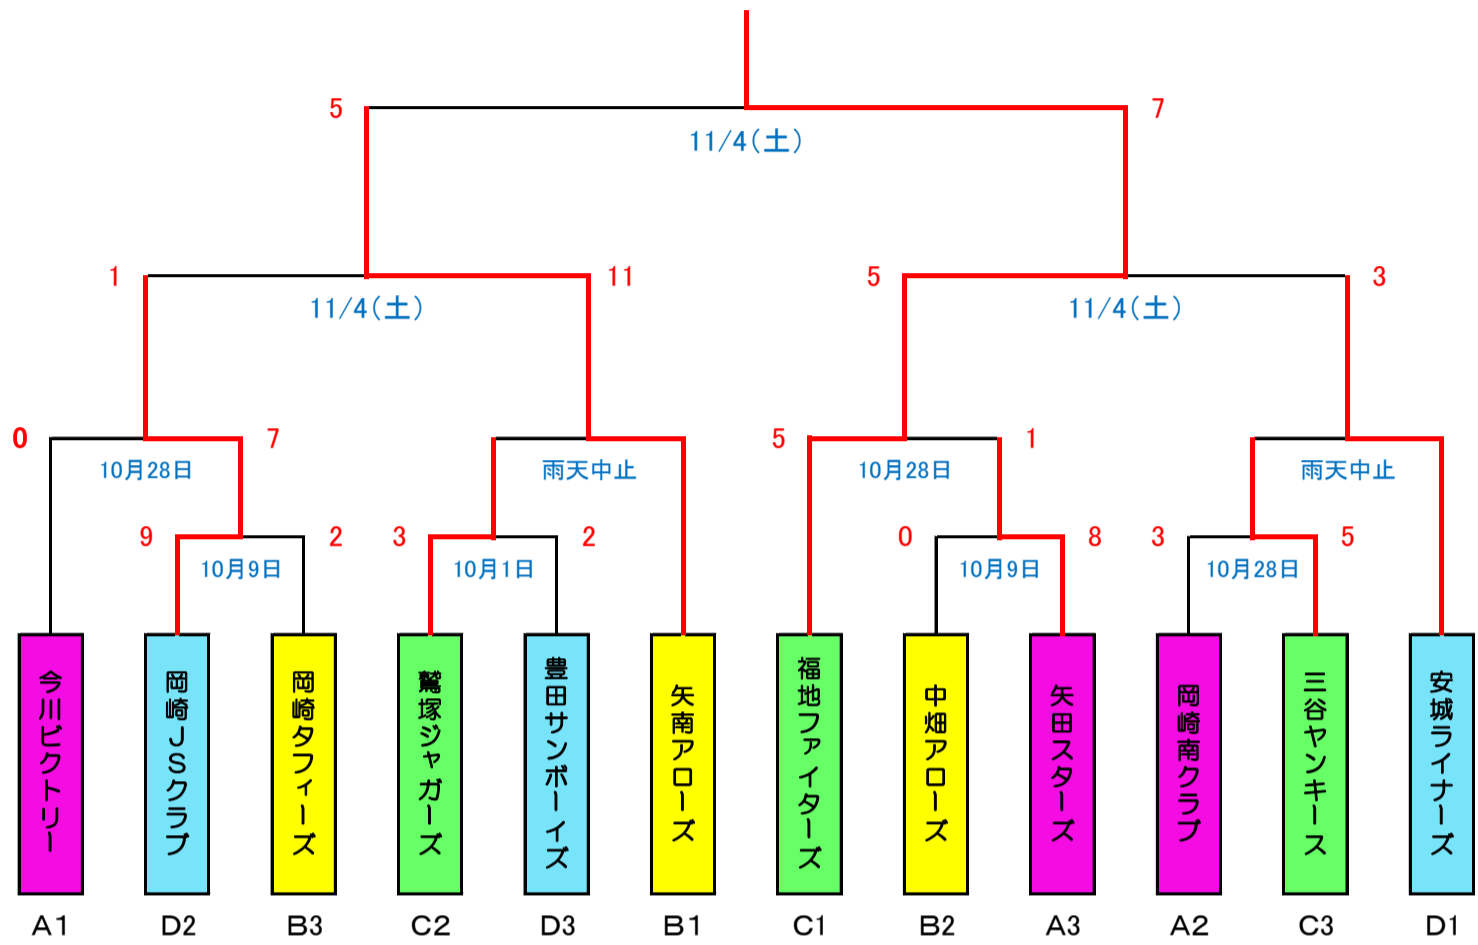 5 7
11/4(土)
1 11 5 3
11/4(土) 11/4(土)
0 7 5 1
10月28日 雨天中止 10月28日 雨天中止
9 2 3 2 0 8 3 5
10月9日 10月1日 10月9日 10月28日
今川ビクトリー
岡崎JSクラブ
岡崎タフィーズ
鷲塚ジャガーズ
豊田サンボーイズ
矢南アローズ
福地ファイターズ
中畑アローズ
矢田スターズ
岡崎南クラブ
三谷ヤンキース
安城ライナーズ
A1 D2 B3 C2 D3 B1 C1 B2 A3 A2 C3 D1